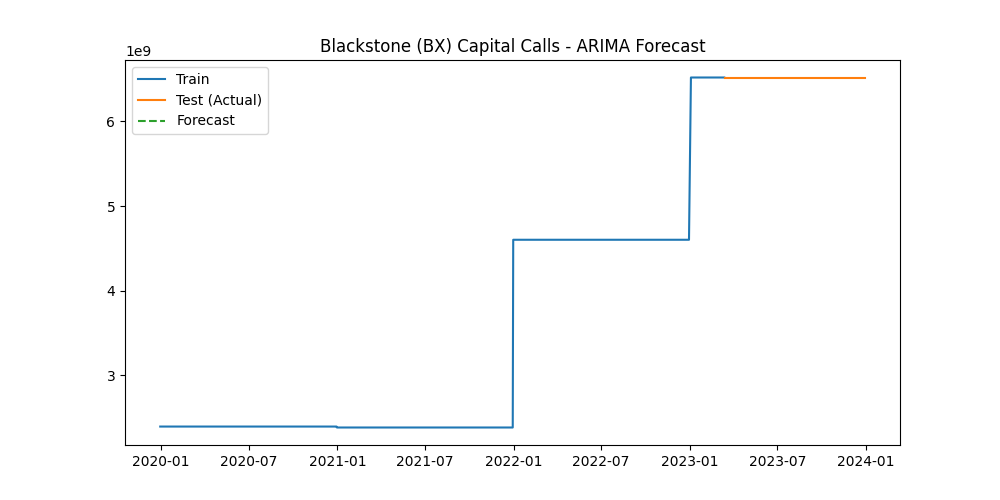 Blackstone (BX) Capital Calls - ARIMA Forecast
1e9
Train
Test (Actual)
Forecast
6
5
4
3
2020-01 2020-07 2021-01 2021-07 2022-01 2022-07 2023-01 2023-07 2024-01